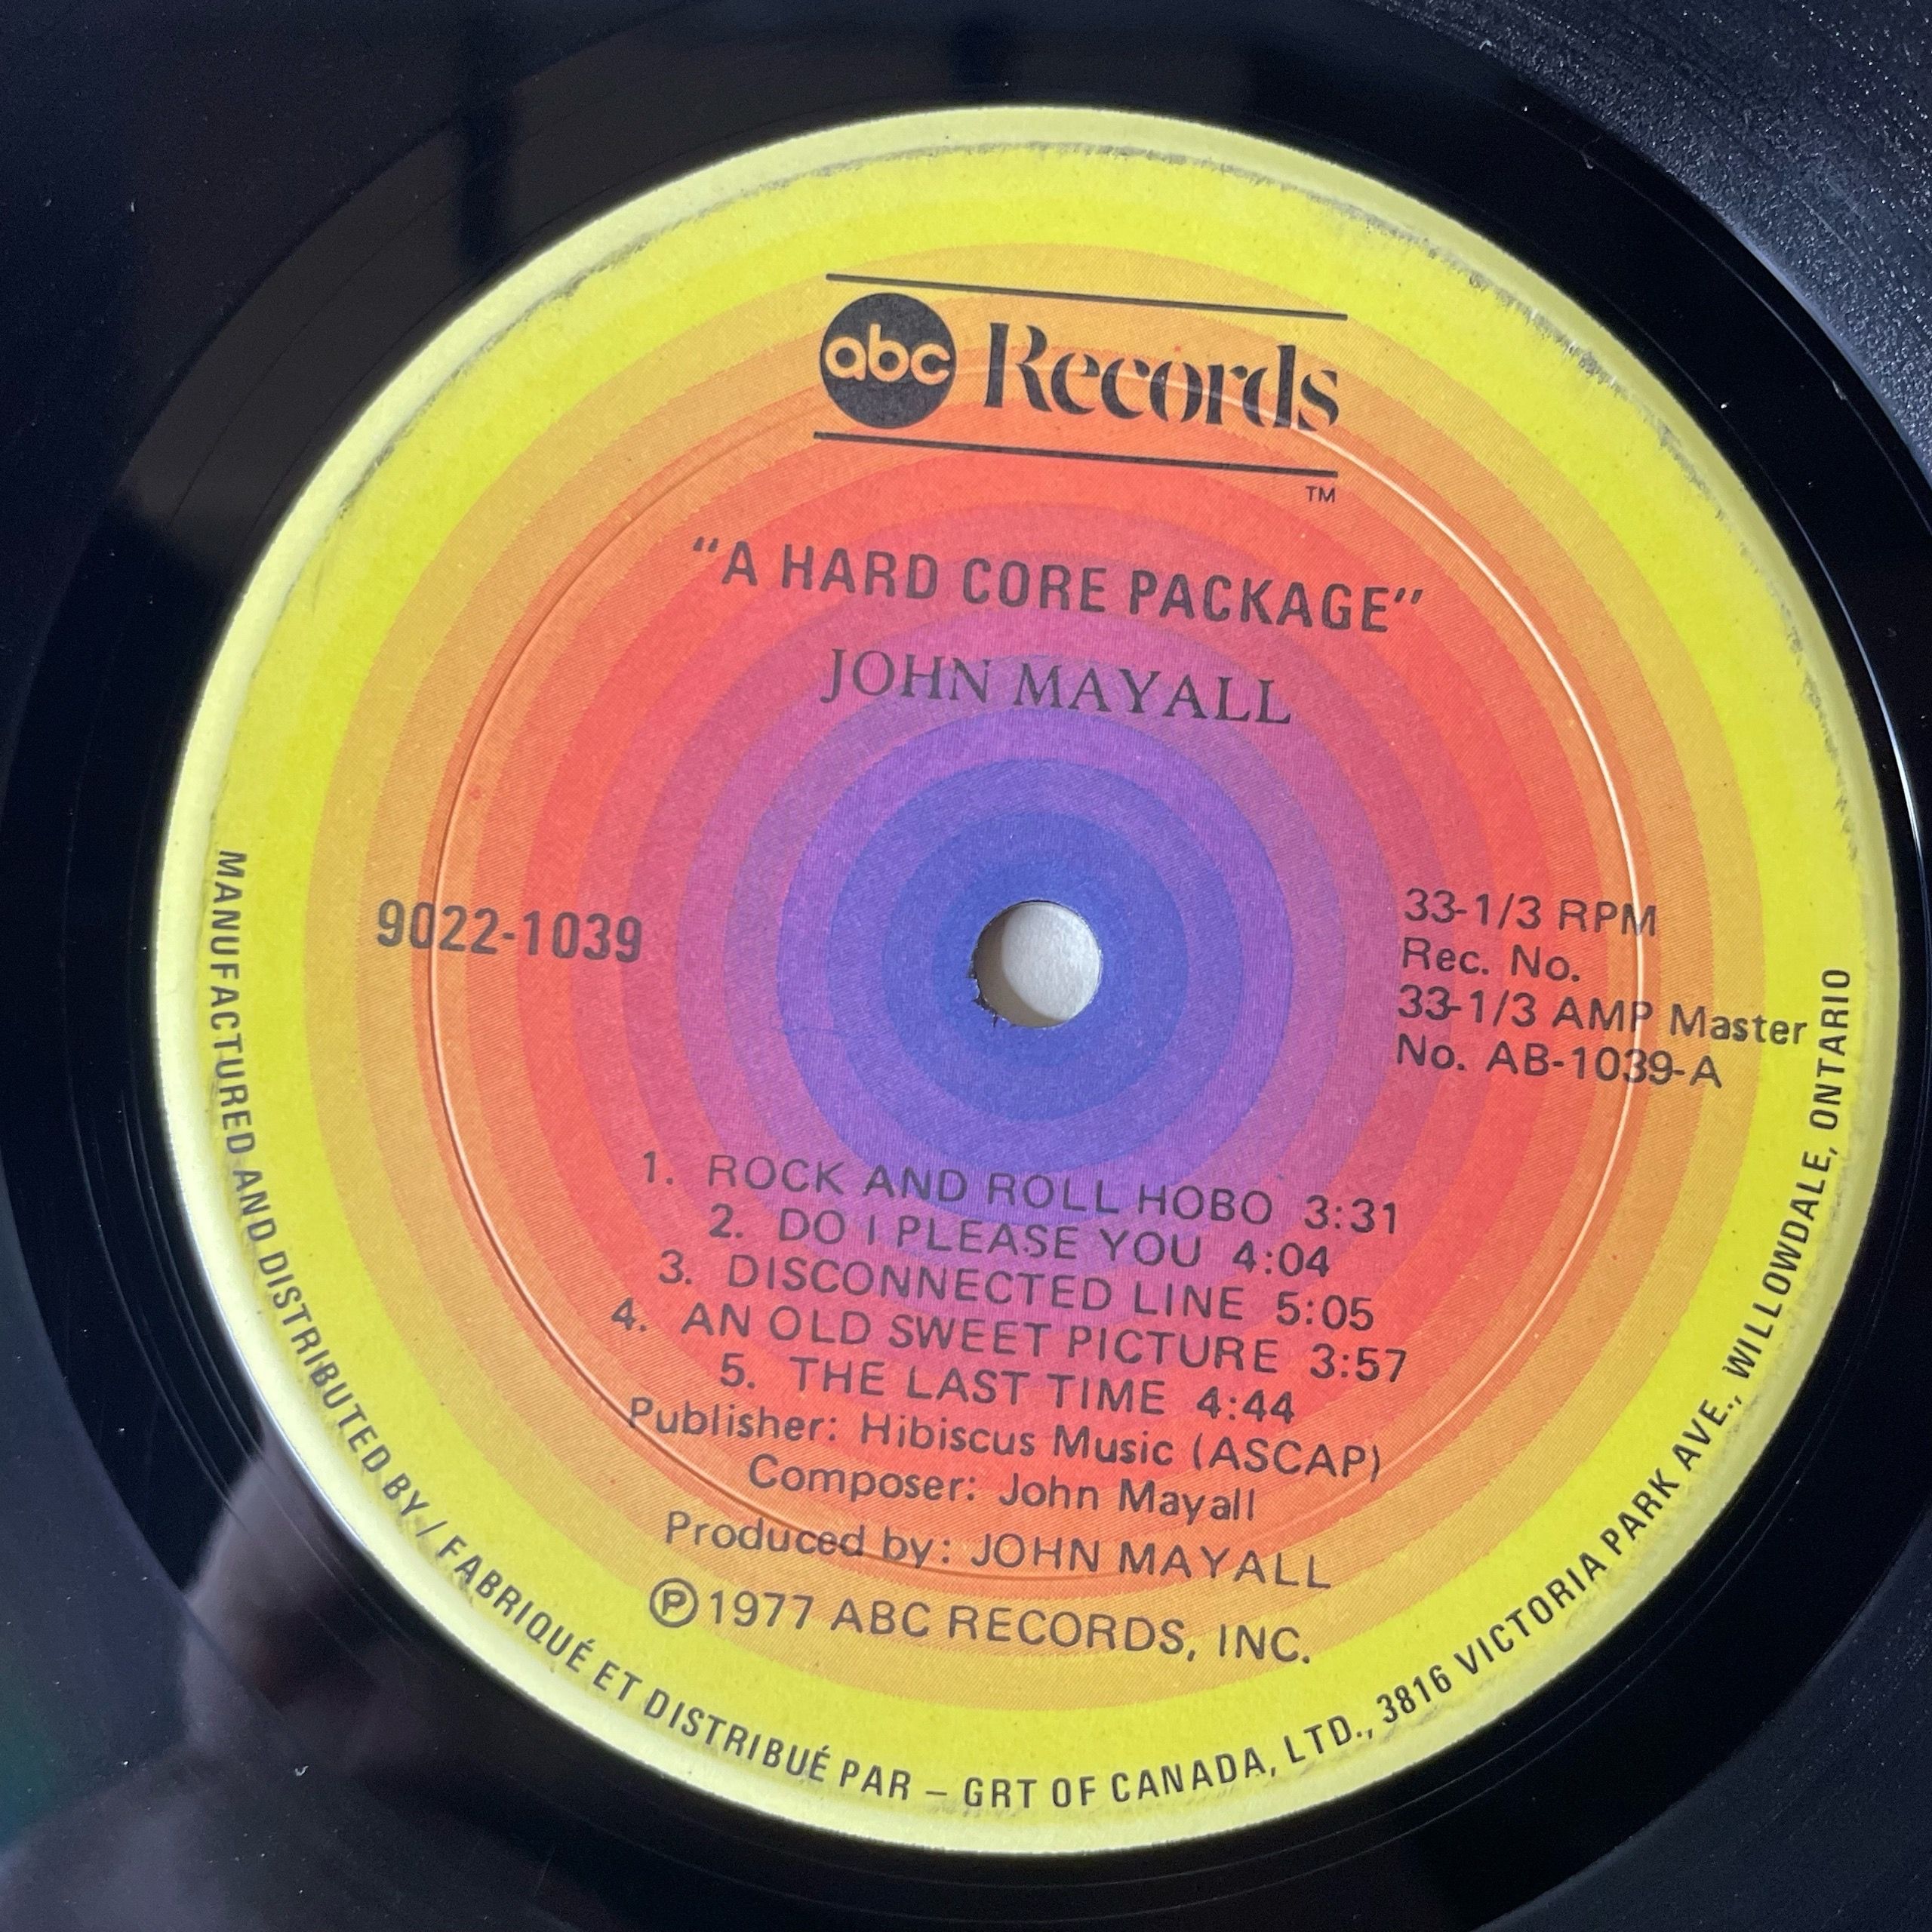 abc Records
TM
"A HARD CORE PACKAGE"
JOHN MAYALL
9022-1039
33-1/3 RPM
Rec. No.
33-1/3 AMP Master
No. AB-1039-A
1. ROCK AND ROLL HOBO 3:31
2. DO I PLEASE YOU 4:04
3. DISCONNECTED LINE 5:05
4. AN OLD SWEET PICTURE 3:57
5. THE LAST TIME 4:44
Publisher: Hibiscus Music (ASCAP)
Composer: John Mayall
Produced by: JOHN MAYALL
Ⓟ 1977 ABC RECORDS, INC.
MANUFACTURED AND DISTRIBUTED BY / FABRIQUÉ ET DISTRIBUÉ PAR – GRT OF CANADA, LTD., 3816 VICTORIA PARK AVE., WILLOWDALE, ONTARIO